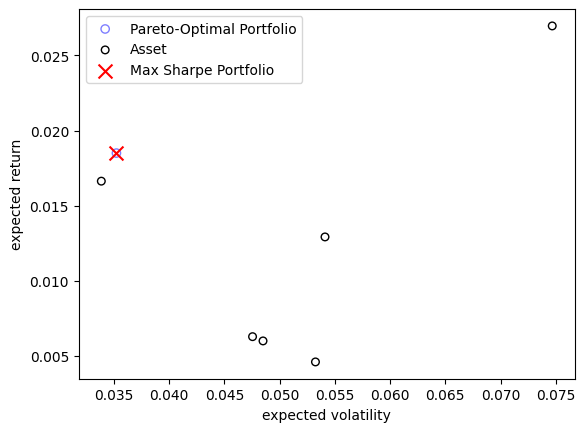 Pareto-Optimal Portfolio
Asset
Max Sharpe Portfolio
0.025
0.020
0.015
0.010
0.005
expected return
0.035 0.040 0.045 0.050 0.055 0.060 0.065 0.070 0.075
expected volatility